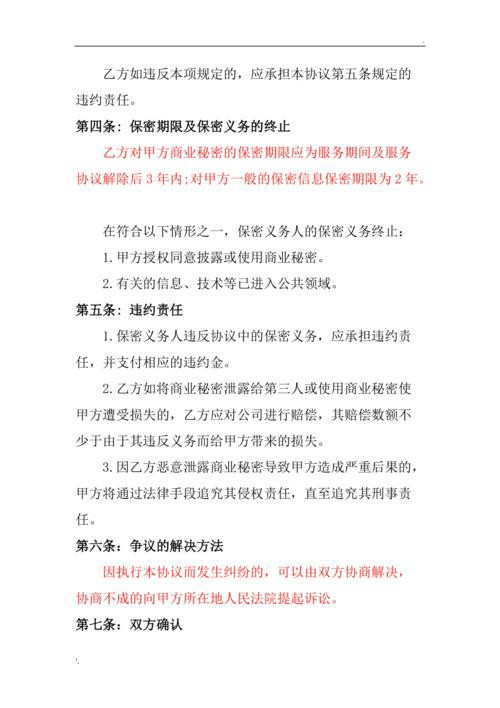 乙方如违反本项规定的，应承担本协议第五条规定的
违约责任。
第四条：保密期限及保密义务的终止
乙方对甲方商业秘密的保密期限应为服务期间及服务
协议解除后 3 年内;对甲方一般的保密信息保密期限为 2 年。
在符合以下情形之一，保密义务人的保密义务终止：
1.甲方授权同意披露或使用商业秘密。
2.有关的信息、技术等已进入公共领域。
第五条：违约责任
1.保密义务人违反协议中的保密义务，应承担违约责
任，并支付相应的违约金。
2.乙方如将商业秘密泄露给第三人或使用商业秘密使
甲方遭受损失的，乙方应对公司进行赔偿，其赔偿数额不
少于由于其违反义务而给甲方带来的损失。
3.因乙方恶意泄露商业秘密导致甲方造成严重后果的，
甲方将通过法律手段追究其侵权责任，直至追究其刑事责
任。
第六条：争议的解决方法
因执行本协议而发生纠纷的，可以由双方协商解决，
协商不成的向甲方所在地人民法院提起诉讼。
第七条：双方确认